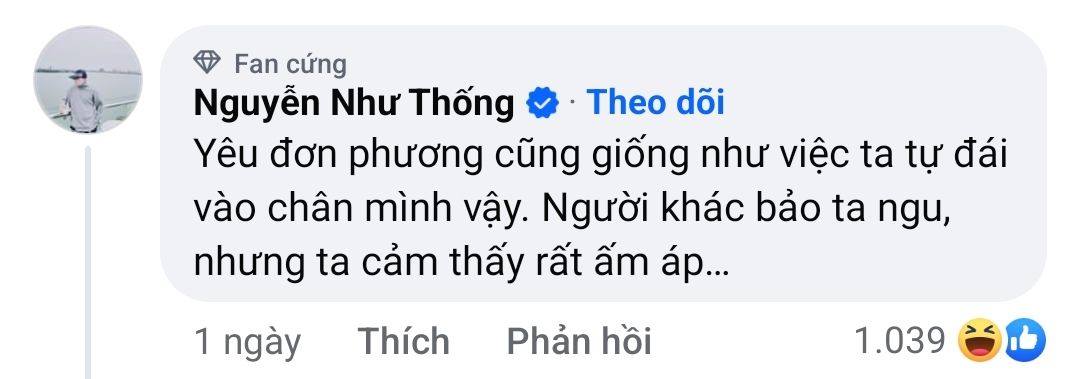 Fan cứng
Nguyễn Như Thống · Theo dõi
Yêu đơn phương cũng giống như việc ta tự đái
vào chân mình vậy. Người khác bảo ta ngu,
nhưng ta cảm thấy rất ấm áp...
1 ngày Thích Phản hồi 1.039